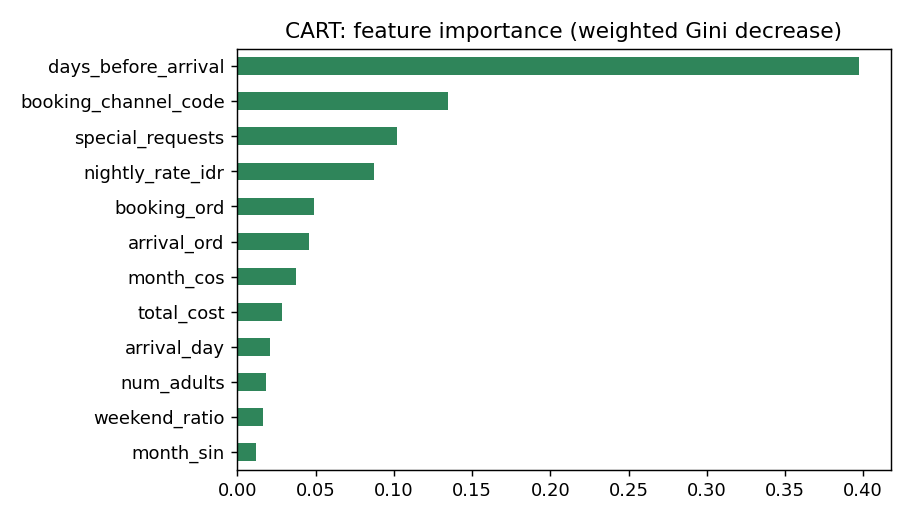 CART: feature importance (weighted Gini decrease)
days_before_arrival
booking_channel_code
special_requests
nightly_rate_idr
booking_ord
arrival_ord
month_cos
total_cost
arrival_day
num_adults
weekend_ratio
month_sin
0.00 0.05 0.10 0.15 0.20 0.25 0.30 0.35 0.40